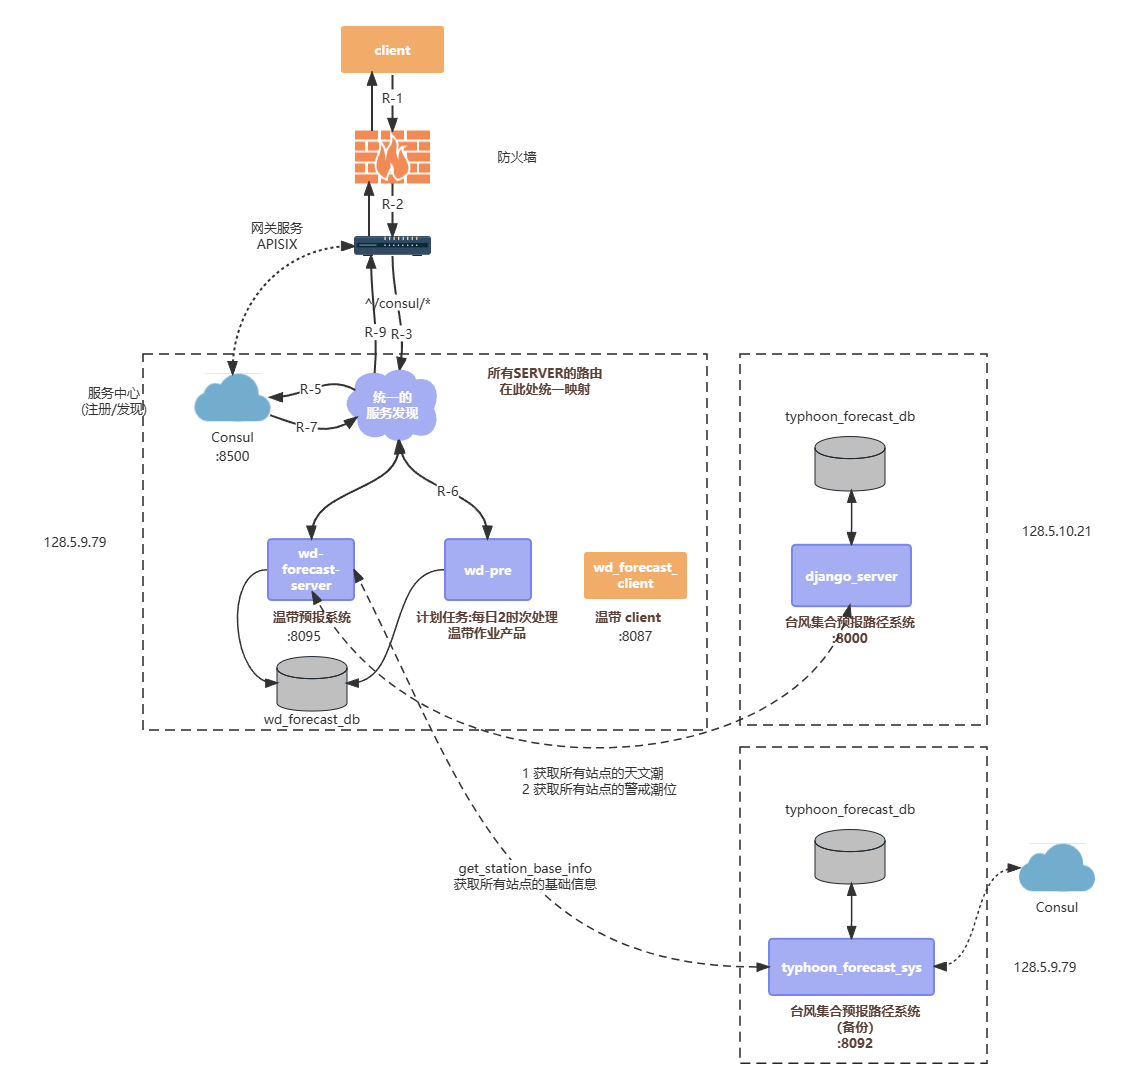 client
R-1
防火墙
R-2
网关服务
APISIX
^/consul/*
R-9
R-3
所有SERVER的路由
在此处统一映射
服务中心
(注册/发现)
R-5
统一的
服务发现
R-7
Consul
:8500
R-6
128.5.9.79
wd-
forecast-
server
温带预报系统
:8095
wd-pre
计划任务:每日2时次处理
温带作业产品
wd_forecast_
client
温带 client
:8087
wd_forecast_db
typhoon_forecast_db
128.5.10.21
django_server
台风集合预报路径系统
:8000
1 获取所有站点的天文潮
2 获取所有站点的警戒潮位
get_station_base_info
获取所有站点的基础信息
typhoon_forecast_db
Consul
typhoon_forecast_sys
128.5.9.79
台风集合预报路径系统
(备份)
:8092